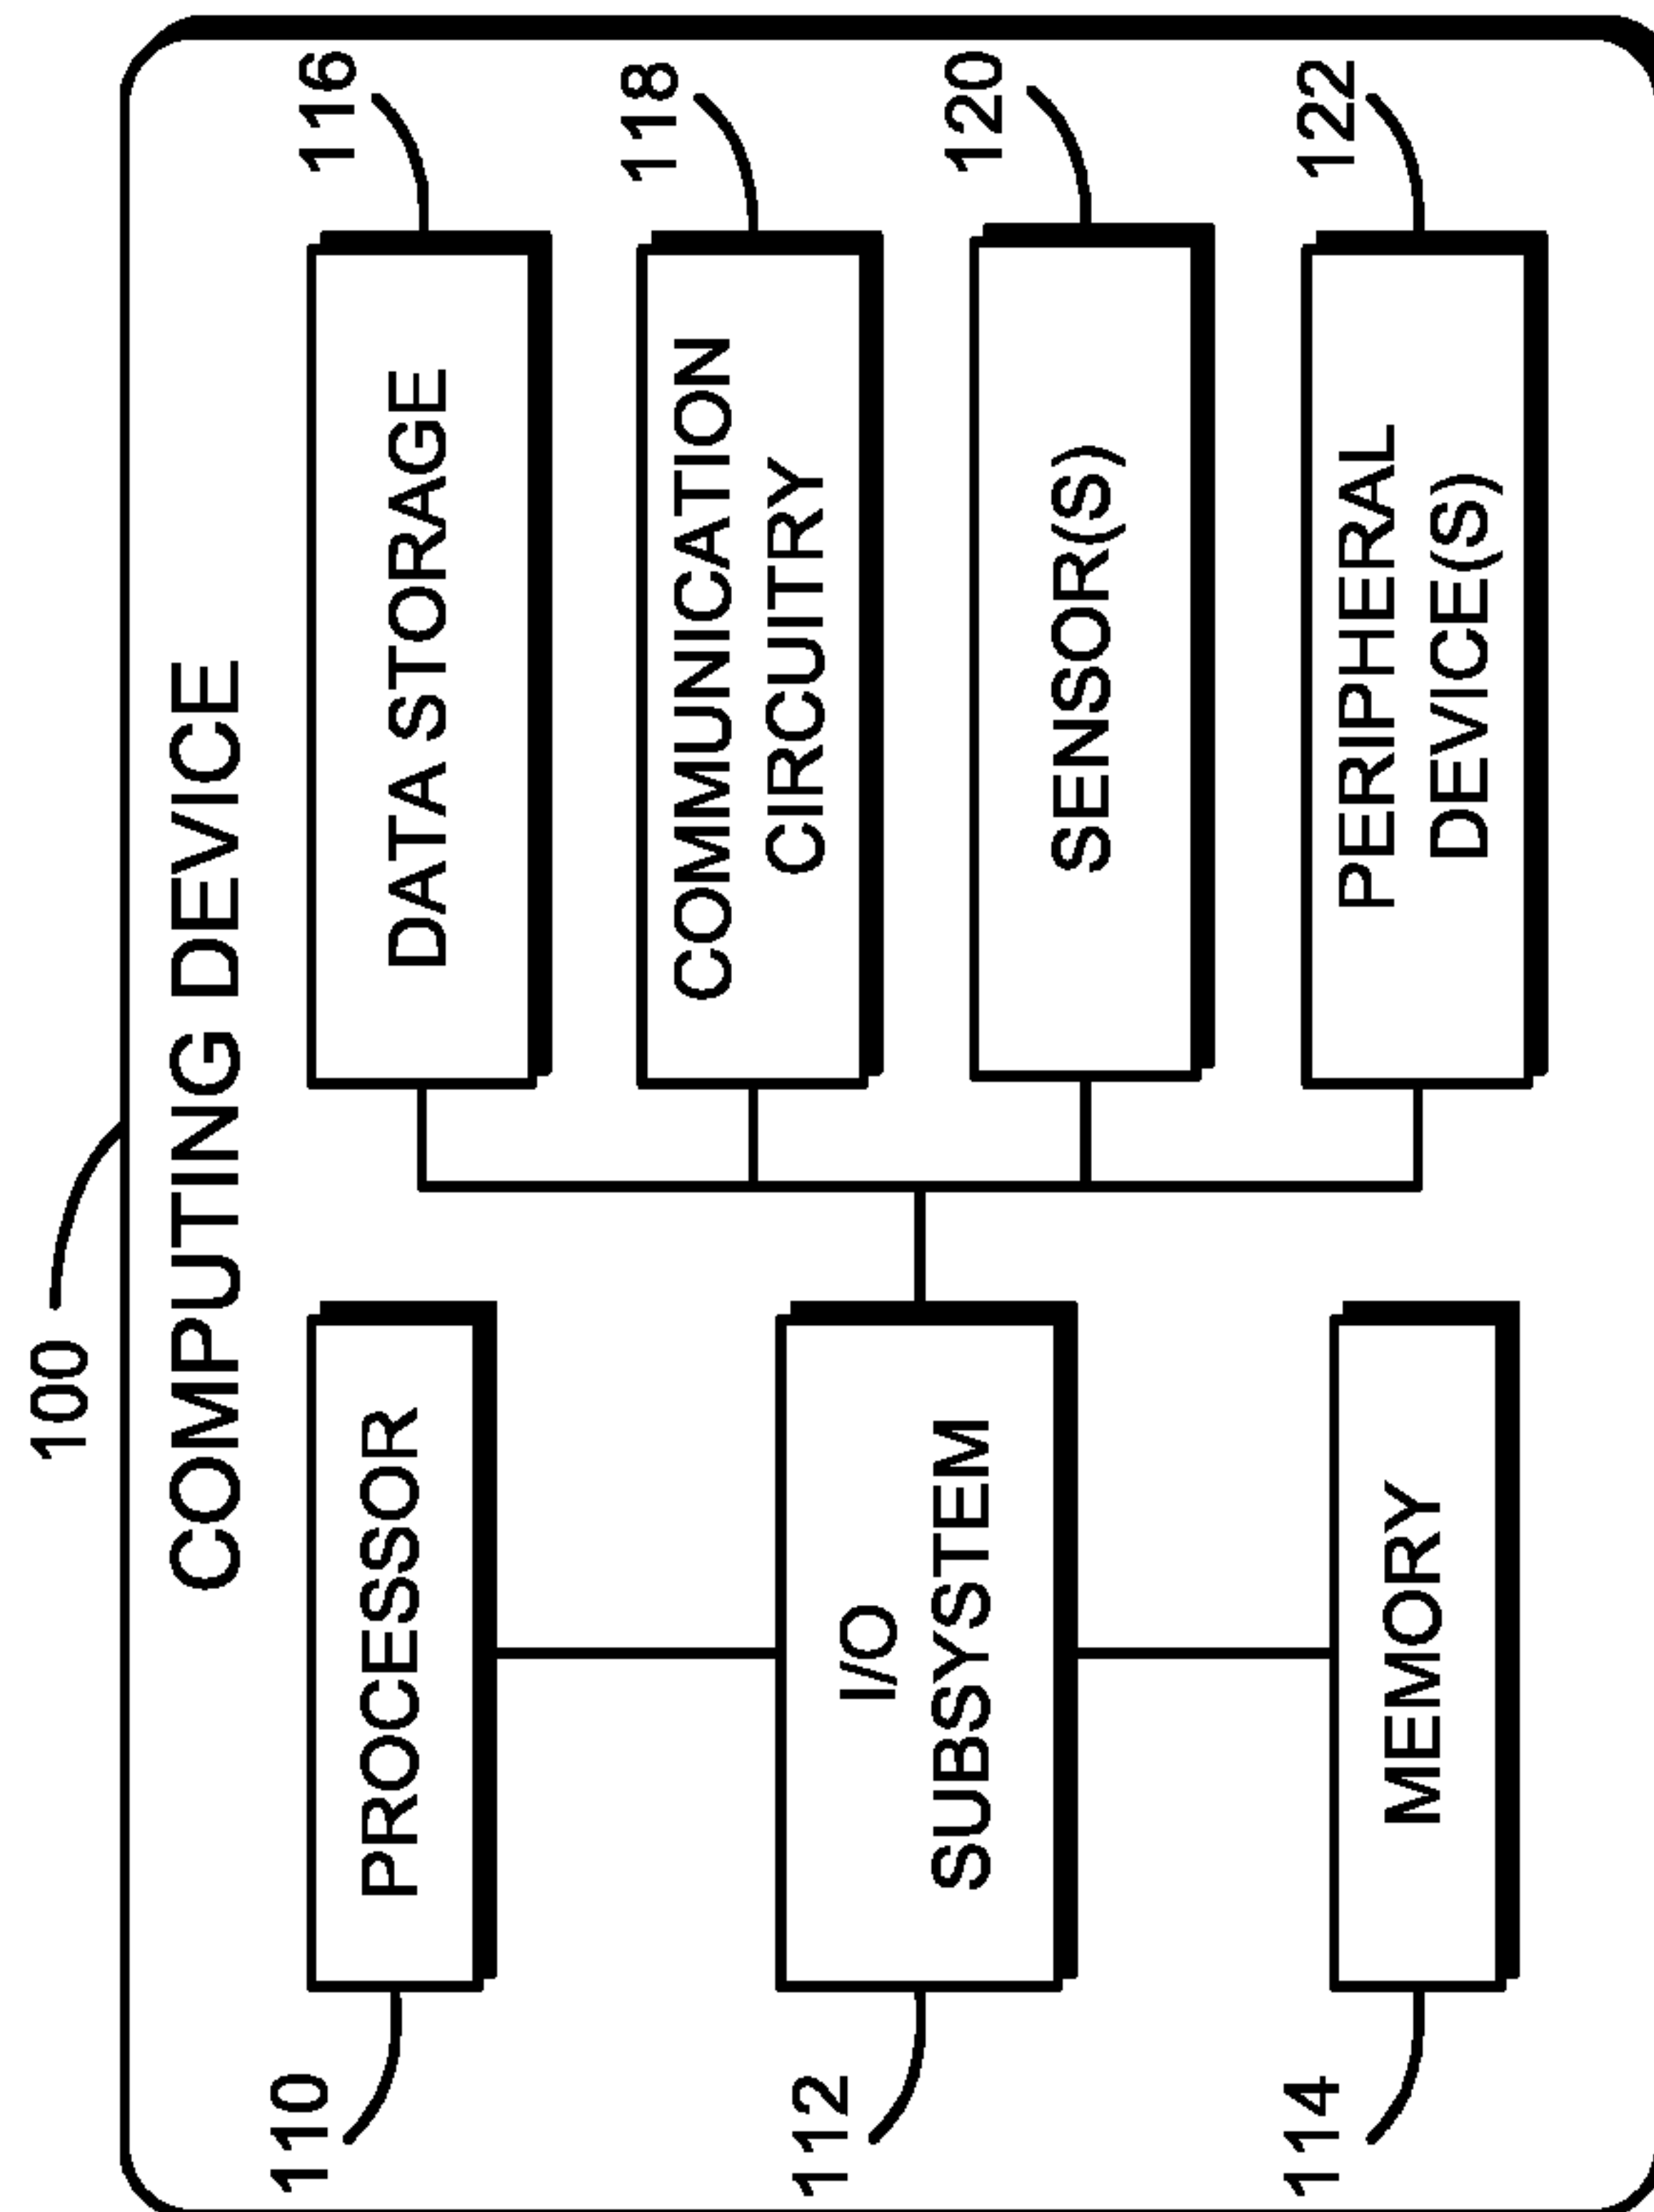 100
COMPUTING DEVICE
110
PROCESSOR
112
I/O
SUBSYSTEM
114
MEMORY
116
DATA STORAGE
118
COMMUNICATION
CIRCUITRY
120
SENSOR(S)
122
PERIPHERAL
DEVICE(S)